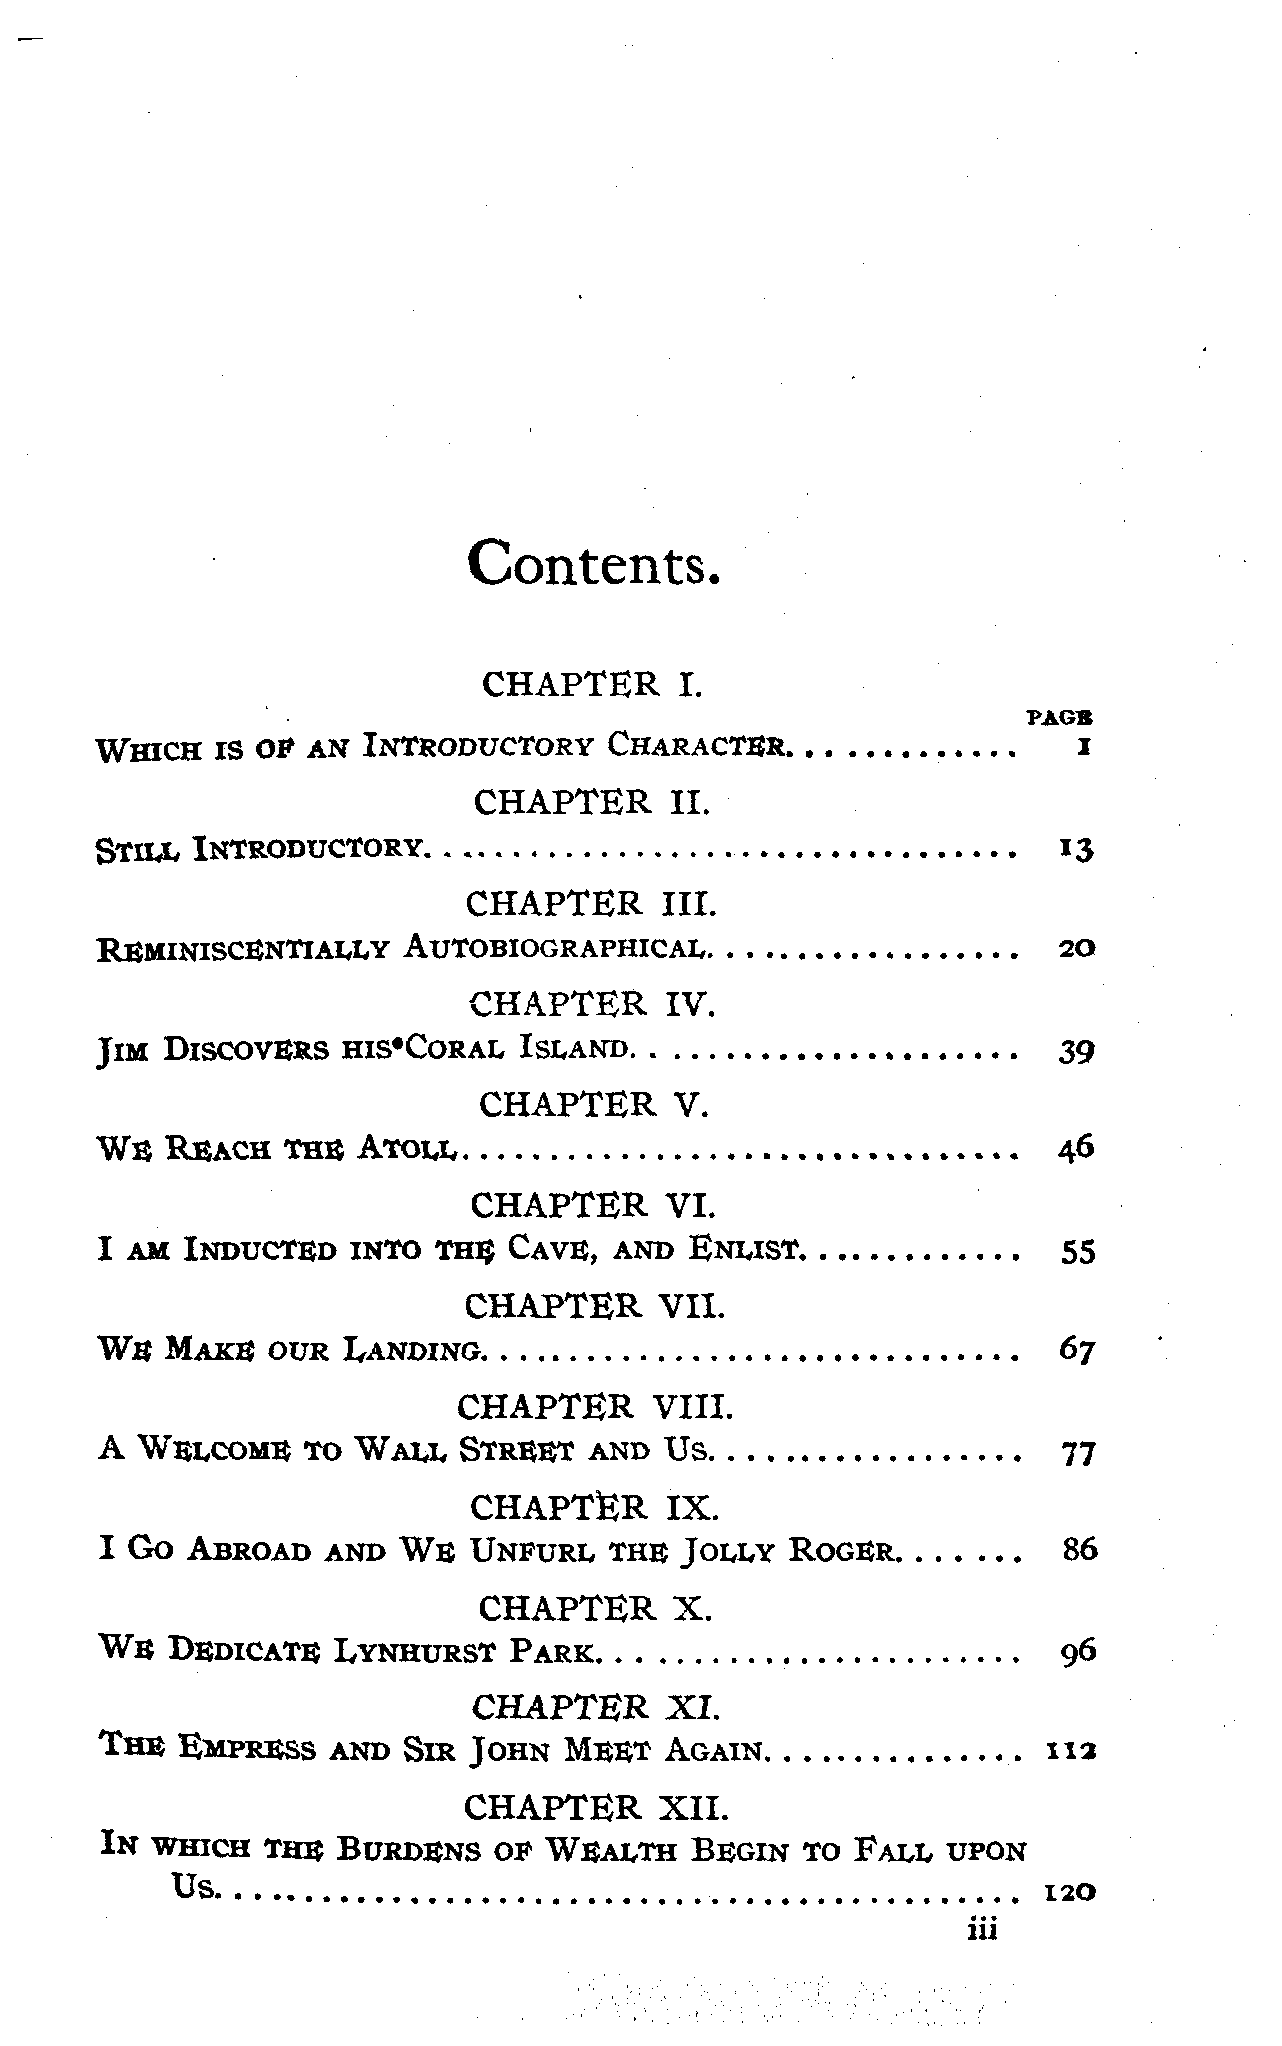 Contents.
CHAPTER I.
PAGE
WHICH IS OF AN INTRODUCTORY CHARACTER............. 1
CHAPTER II.
STILL INTRODUCTORY................................. 13
CHAPTER III.
REMINISCENTIALLY AUTOBIOGRAPHICAL.................. 20
CHAPTER IV.
JIM DISCOVERS HIS CORAL ISLAND...................... 39
CHAPTER V.
WE REACH THE ATOLL................................ 46
CHAPTER VI.
I AM INDUCTED INTO THE CAVE, AND ENLIST............. 55
CHAPTER VII.
WE MAKE OUR LANDING............................... 67
CHAPTER VIII.
A WELCOME TO WALL STREET AND US.................. 77
CHAPTER IX.
I GO ABROAD AND WE UNFURL THE JOLLY ROGER....... 86
CHAPTER X.
WE DEDICATE LYNHURST PARK........................ 96
CHAPTER XI.
THE EMPRESS AND SIR JOHN MEET AGAIN............... 112
CHAPTER XII.
IN WHICH THE BURDENS OF WEALTH BEGIN TO FALL UPON
US.............................................. 120
iii